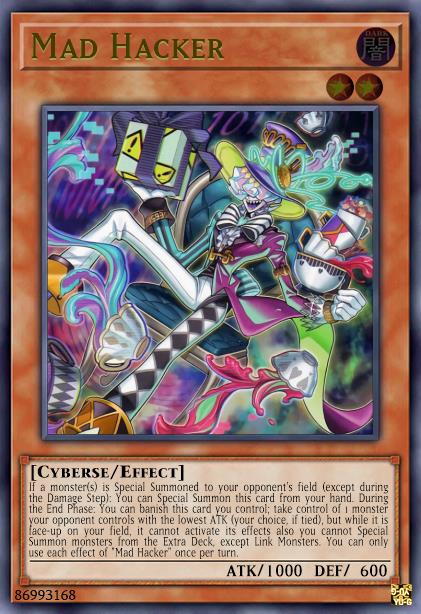 MAD HACKER
DARK
闇
[CYBERSE/EFFECT]
If a monster(s) is Special Summoned to your opponent's field (except during
the Damage Step): You can Special Summon this card from your hand. During
the End Phase: You can banish this card you control; take control of 1 monster
your opponent controls with the lowest ATK (your choice, if tied), but while it is
face-up on your field, it cannot activate its effects also you cannot Special
Summon monsters from the Extra Deck, except Link Monsters. You can only
use each effect of "Mad Hacker" once per turn.
ATK/1000 DEF/ 600
86993168